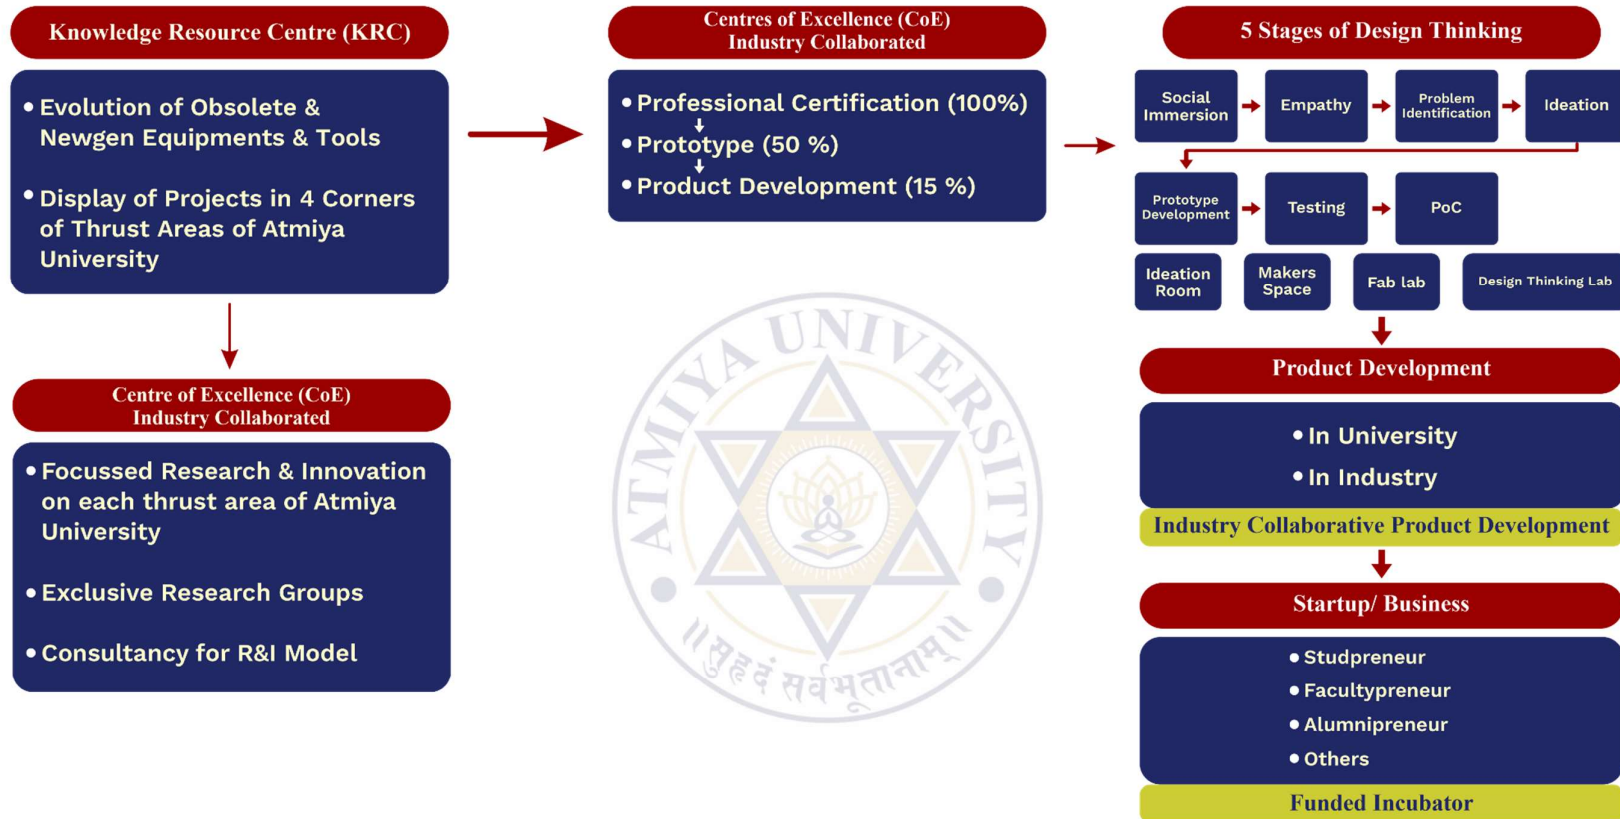 Knowledge Resource Centre (KRC)
• Evolution of Obsolete &
Newgen Equipments & Tools
• Display of Projects in 4 Corners
of Thrust Areas of Atmiya
University
Centre of Excellence (CoE)
Industry Collaborated
• Focussed Research & Innovation
on each thrust area of Atmiya
University
• Exclusive Research Groups
• Consultancy for R&I Model
Centres of Excellence (CoE)
Industry Collaborated
• Professional Certification (100%)
• Prototype (50 %)
• Product Development (15 %)
ATMIYA UNIVERSITY
॥सुहृदं सर्वभूतानाम्॥
5 Stages of Design Thinking
Social
Immersion
Empathy
Problem
Identification
Ideation
Prototype
Development
Testing
PoC
Ideation
Room
Makers
Space
Fab lab
Design Thinking Lab
Product Development
• In University
• In Industry
Industry Collaborative Product Development
Startup/ Business
• Studpreneur
• Facultypreneur
• Alumnipreneur
• Others
Funded Incubator